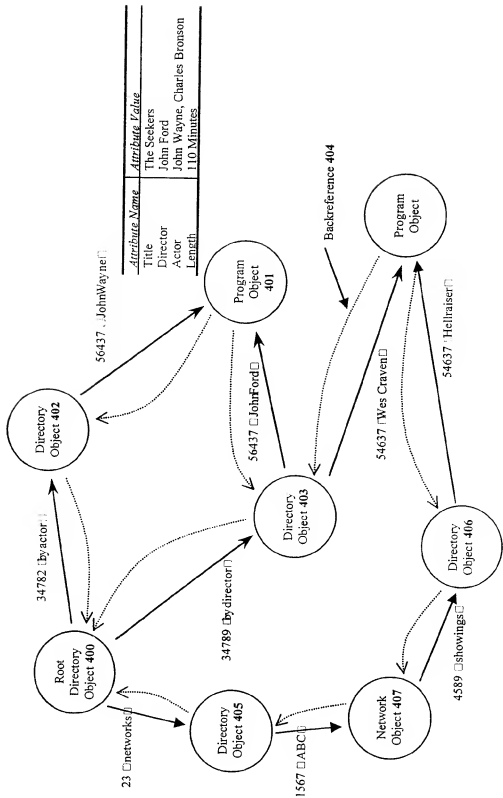 Attribute Name Attribute Value
Title The Seekers
Director John Ford
Actor John Wayne, Charles Bronson
Length 110 Minutes
56437 JohnWayne
Directory
Object 402
34782 byactor
Root
Directory
Object 400
Program
Object
401
56437 JohnFord
Backreference 404
Program
Object
Directory
Object 403
34789 bydirector
54637 Wes Craven
54637 Hellraiser
23 networks
Directory
Object 405
1567 ABC
Network
Object 407
4589 showings
Directory
Object 406